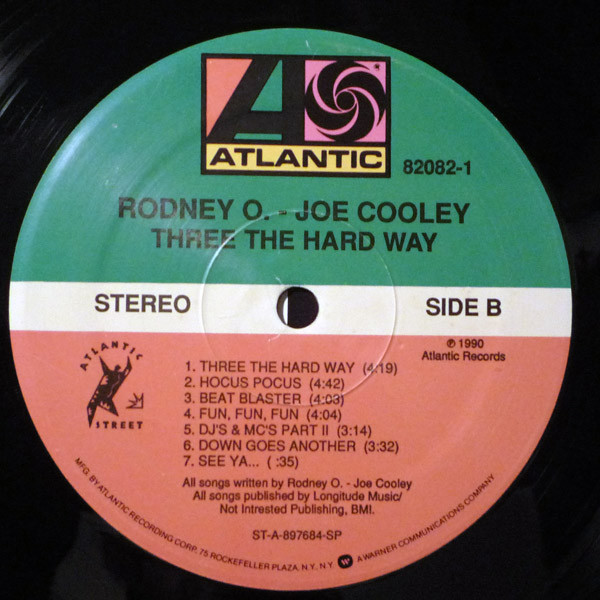 ATLANTIC
82082-1
RODNEY O. - JOE COOLEY
THREE THE HARD WAY
STEREO
SIDE B
℗ 1990
Atlantic Records
ATLANTIC
STREET
1. THREE THE HARD WAY (4:19)
2. HOCUS POCUS (4:42)
3. BEAT BLASTER (4:03)
4. FUN, FUN, FUN (4:04)
5. DJ'S & MC'S PART II (3:14)
6. DOWN GOES ANOTHER (3:32)
7. SEE YA... ( :35)
All songs written by Rodney O. - Joe Cooley
All songs published by Longitude Music/
Not Intrested Publishing, BMI.
ST-A-897684-SP
MFG. BY ATLANTIC RECORDING CORP. 75 ROCKEFELLER PLAZA, N.Y. N.Y. A WARNER COMMUNICATIONS COMPANY